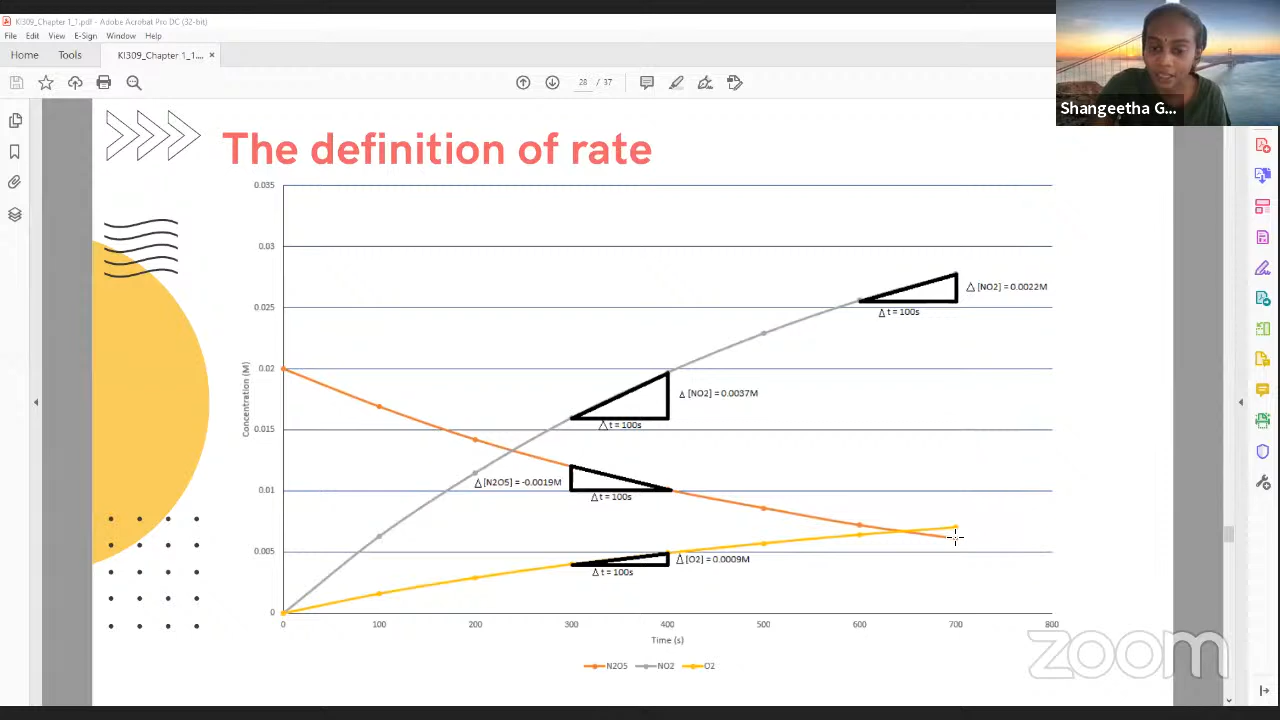 KI309_Chapter 1_1.pdf - Adobe Acrobat Pro DC (32-bit)
File Edit View E-Sign Window Help
Home Tools KI309_Chapter 1_1.... ×
28 / 37
Shangeetha G...
The definition of rate
0.035
0.03
0.025
0.02
0.015
0.01
0.005
0
Concentration (M)
△ [NO2] = 0.0022M
△ t = 100s
△ [NO2] = 0.0037M
△ t = 100s
△ [N2O5] = -0.0019M
△ t = 100s
△ [O2] = 0.0009M
△ t = 100s
0 100 200 300 400 500 600 700 800
Time (s)
N2O5 NO2 O2
zoom